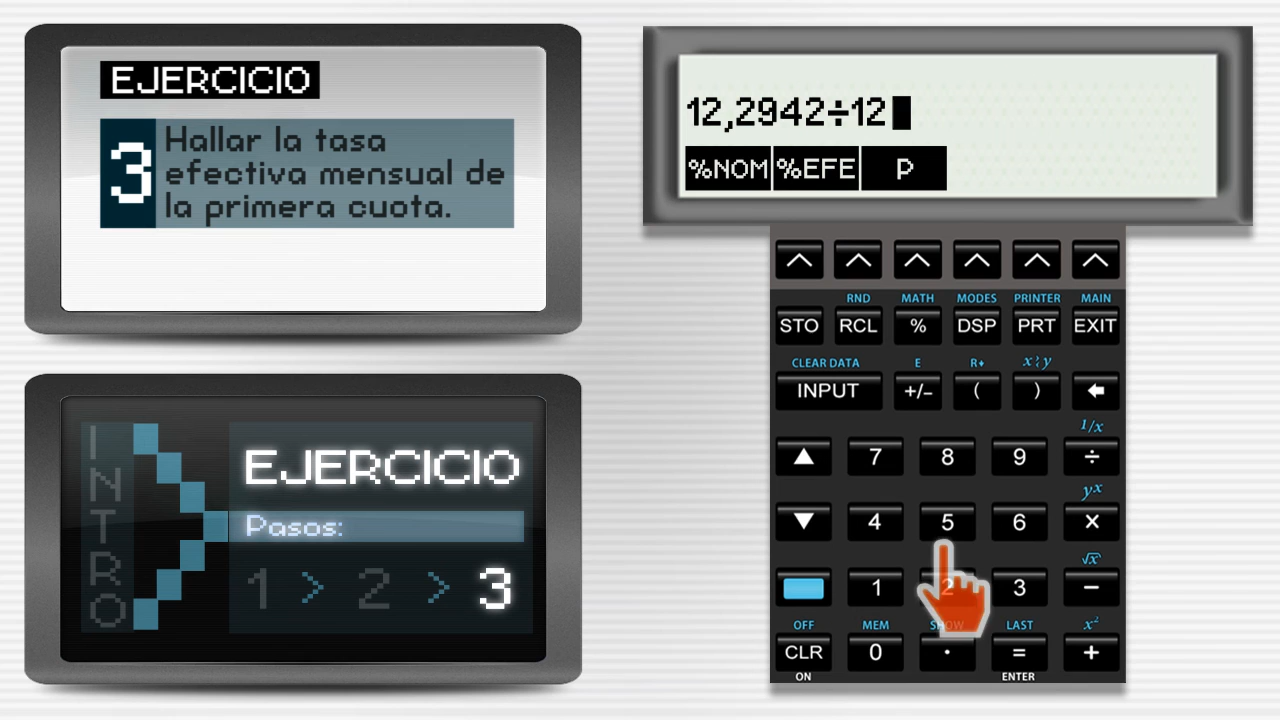 EJERCICIO
3
Hallar la tasa
efectiva mensual de
la primera cuota.
12,2942÷12
%NOM %EFE P
RND MATH MODES PRINTER MAIN
STO RCL % DSP PRT EXIT
CLEAR DATA E R↓ x≷y
INPUT +/– ( )
1/x
7 8 9 ÷
yˣ
4 5 6 ×
√x
1 2 3 –
OFF MEM SHOW LAST x²
CLR 0 · = +
ON ENTER
INTRO
EJERCICIO
Pasos:
1 > 2 > 3